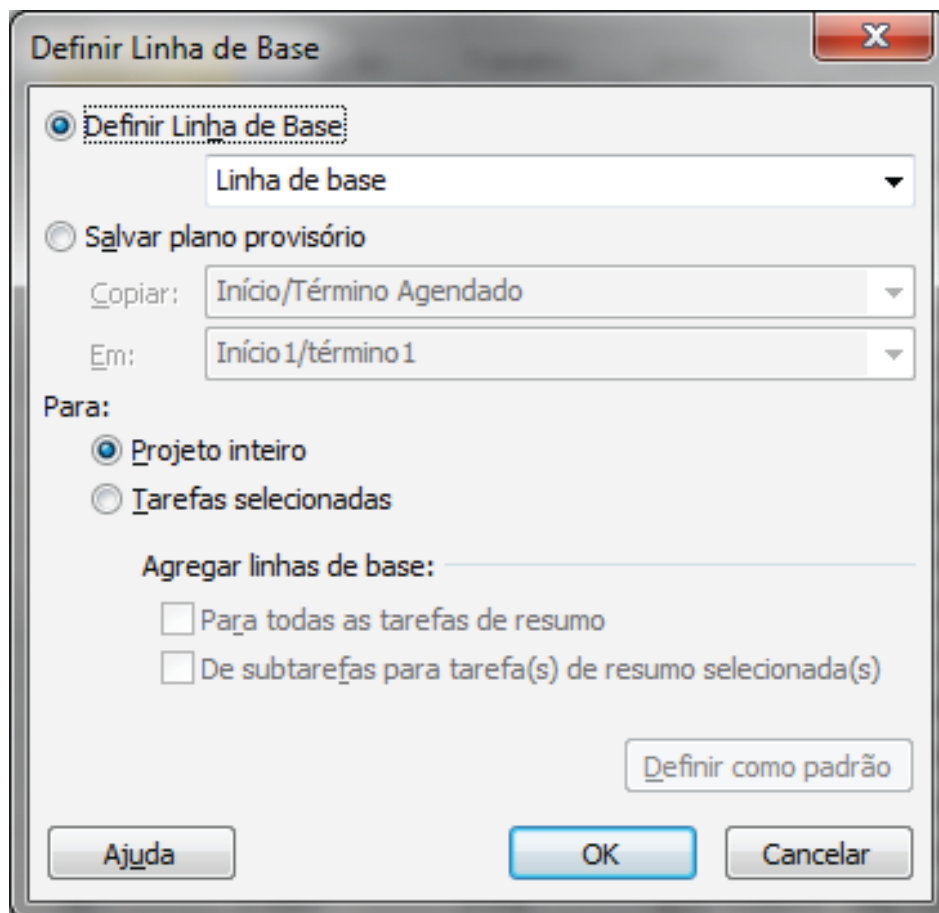 Definir Linha de Base
Definir Linha de Base
Linha de base
Salvar plano provisório
Copiar: Início/Término Agendado
Em: Início1/término1
Para:
Projeto inteiro
Tarefas selecionadas
Agregar linhas de base:
Para todas as tarefas de resumo
De subtarefas para tarefa(s) de resumo selecionada(s)
Definir como padrão
Ajuda OK Cancelar